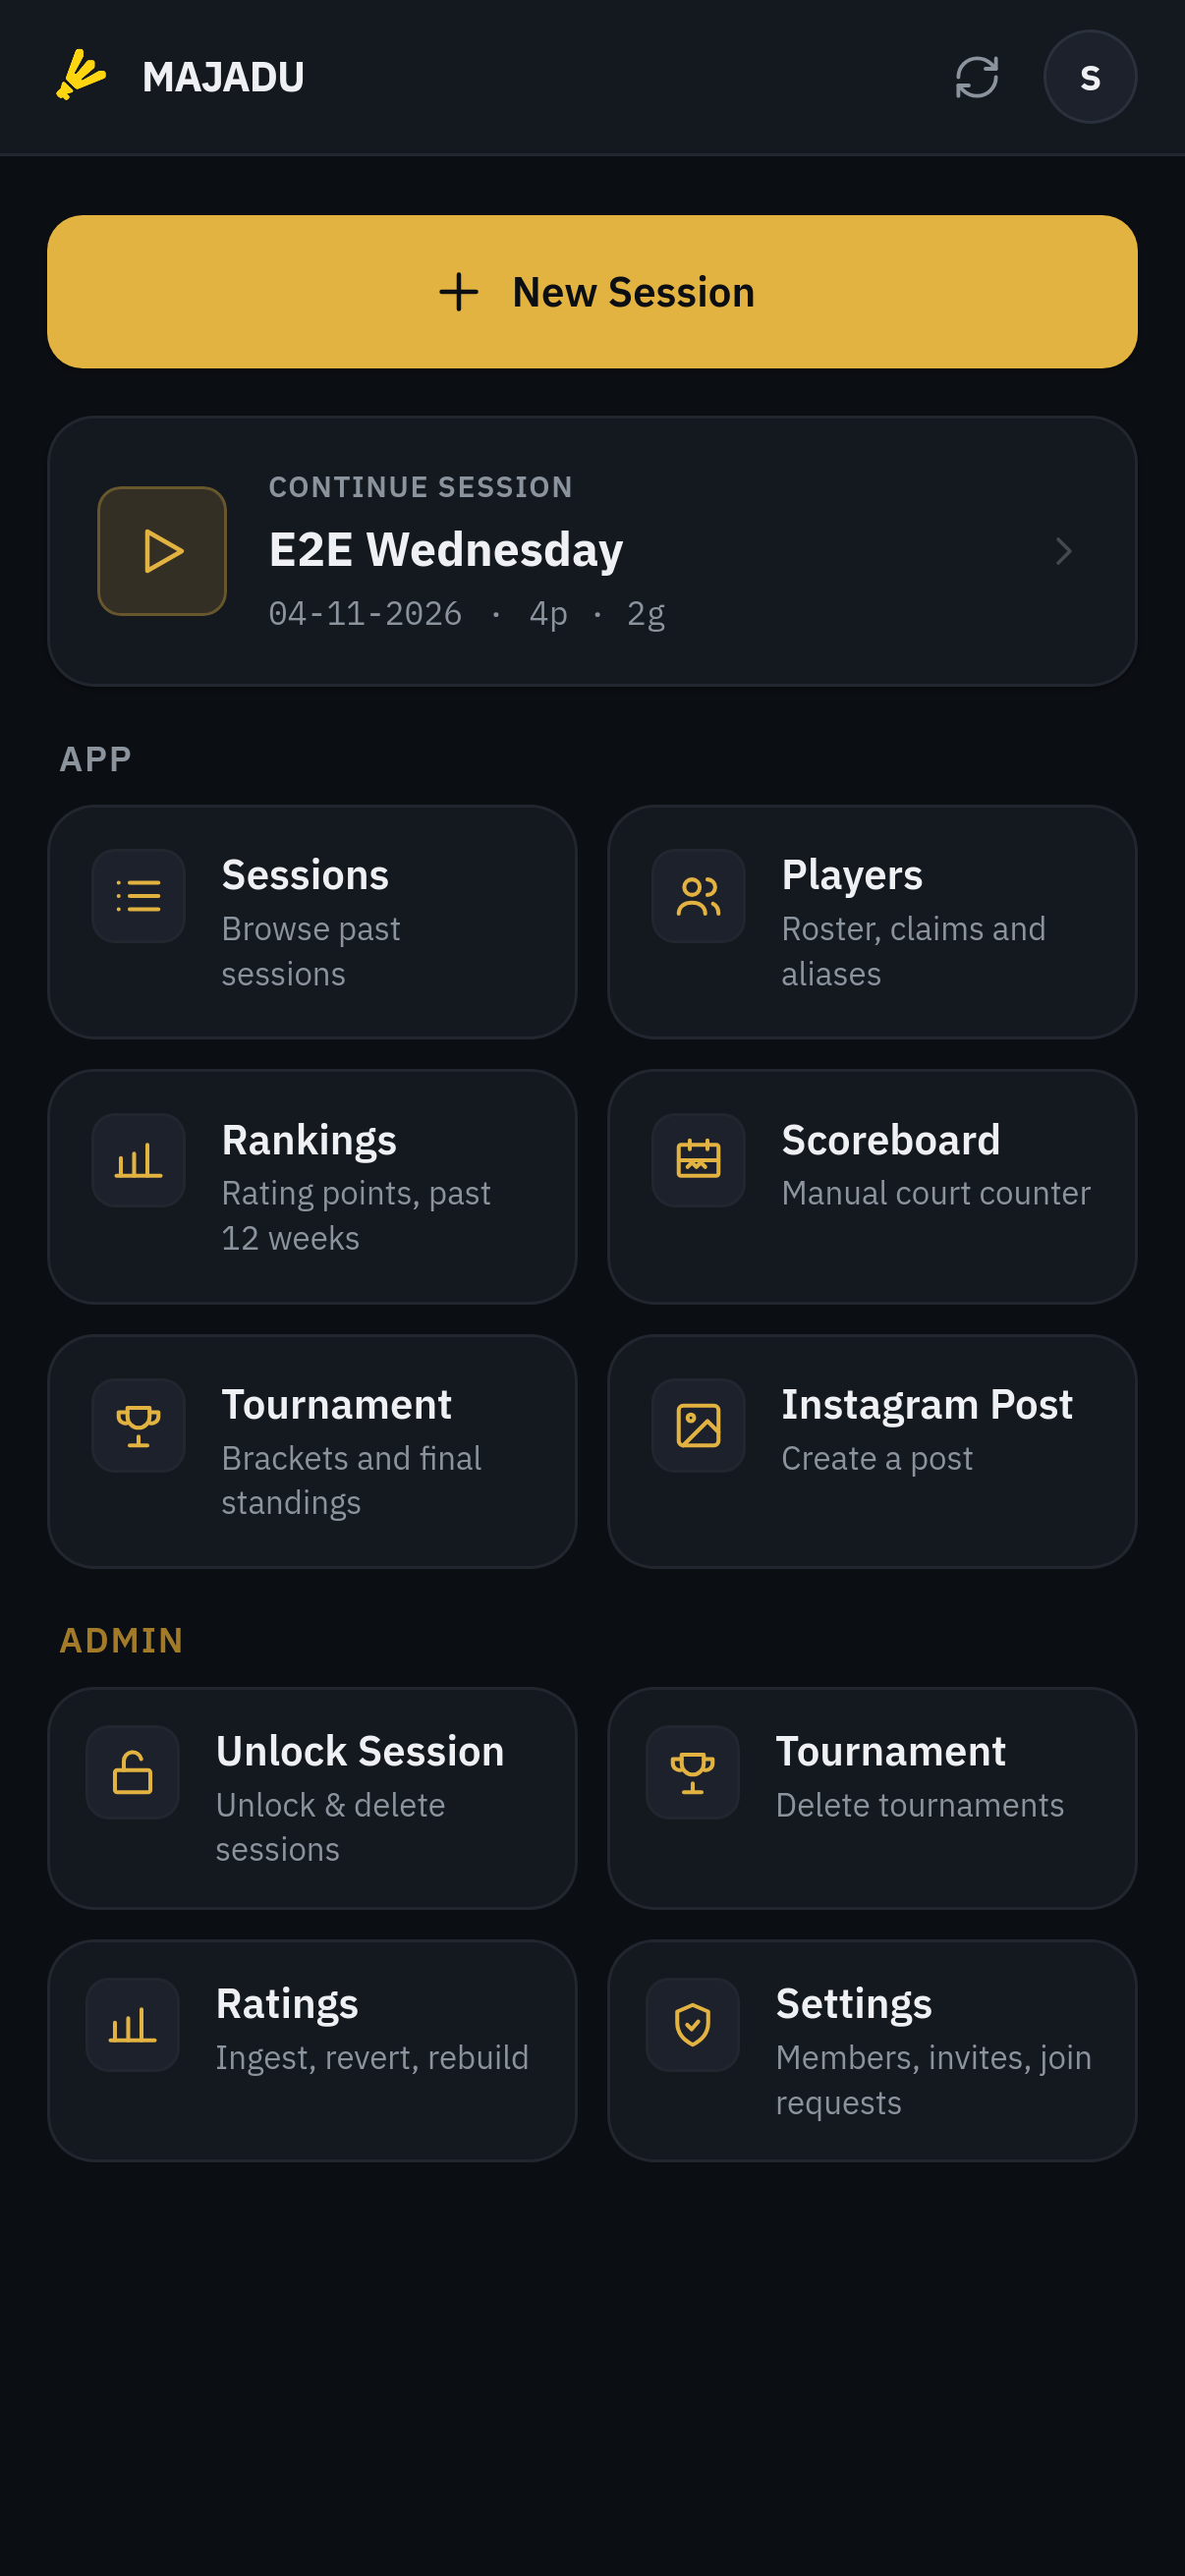 MAJADU
S
New Session
CONTINUE SESSION
E2E Wednesday
04-11-2026 · 4p · 2g
APP
Sessions
Browse past
sessions
Players
Roster, claims and
aliases
Rankings
Rating points, past
12 weeks
Scoreboard
Manual court counter
Tournament
Brackets and final
standings
Instagram Post
Create a post
ADMIN
Unlock Session
Unlock & delete
sessions
Tournament
Delete tournaments
Ratings
Ingest, revert, rebuild
Settings
Members, invites, join
requests